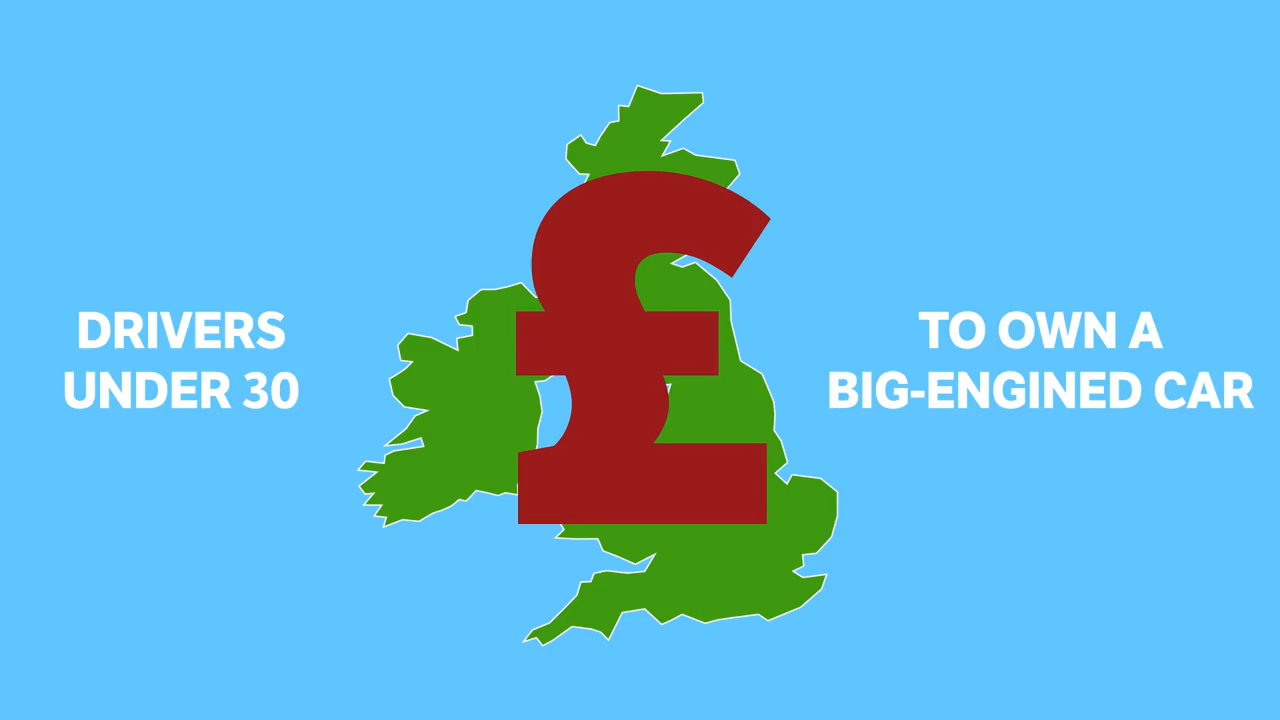 DRIVERS
UNDER 30
£
TO OWN A
BIG-ENGINED CAR